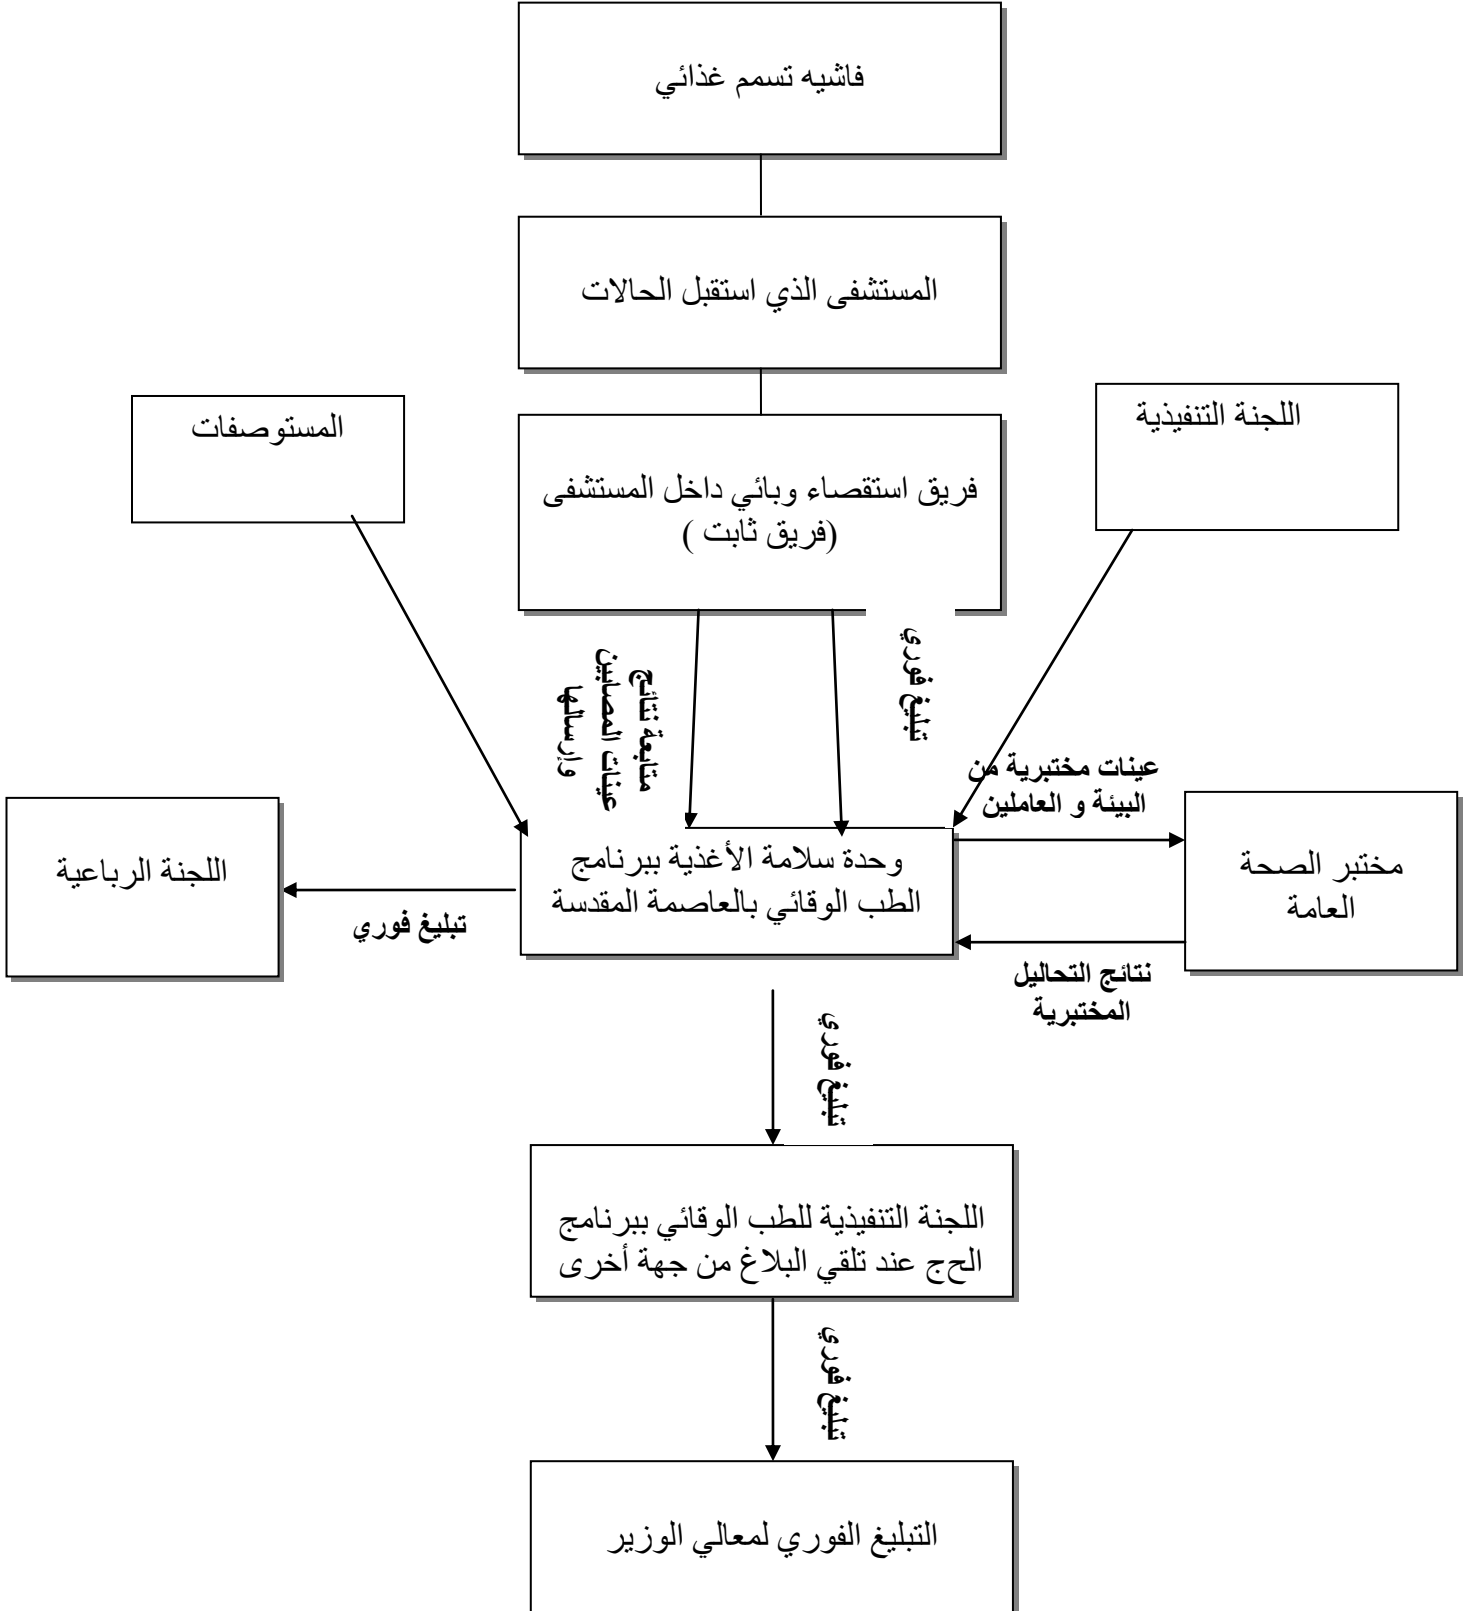 فاشيه تسمم غذائي
المستشفى الذي استقبل الحالات
اللجنة التنفيذية
المستوصفات
فريق استقصاء وبائي داخل المستشفى
(فريق ثابت )
تبليغ فوري
متابعة نتائج
عينات المصابين
وإرسالها
عينات مختبرية من
البيئة و العاملين
مختبر الصحة
العامة
وحدة سلامة الأغذية ببرنامج
الطب الوقائي بالعاصمة المقدسة
اللجنة الرباعية
تبليغ فوري
نتائج التحاليل
المختبرية
تبليغ فوري
اللجنة التنفيذية للطب الوقائي ببرنامج
الحج عند تلقي البلاغ من جهة أخرى
تبليغ فوري
التبليغ الفوري لمعالي الوزير